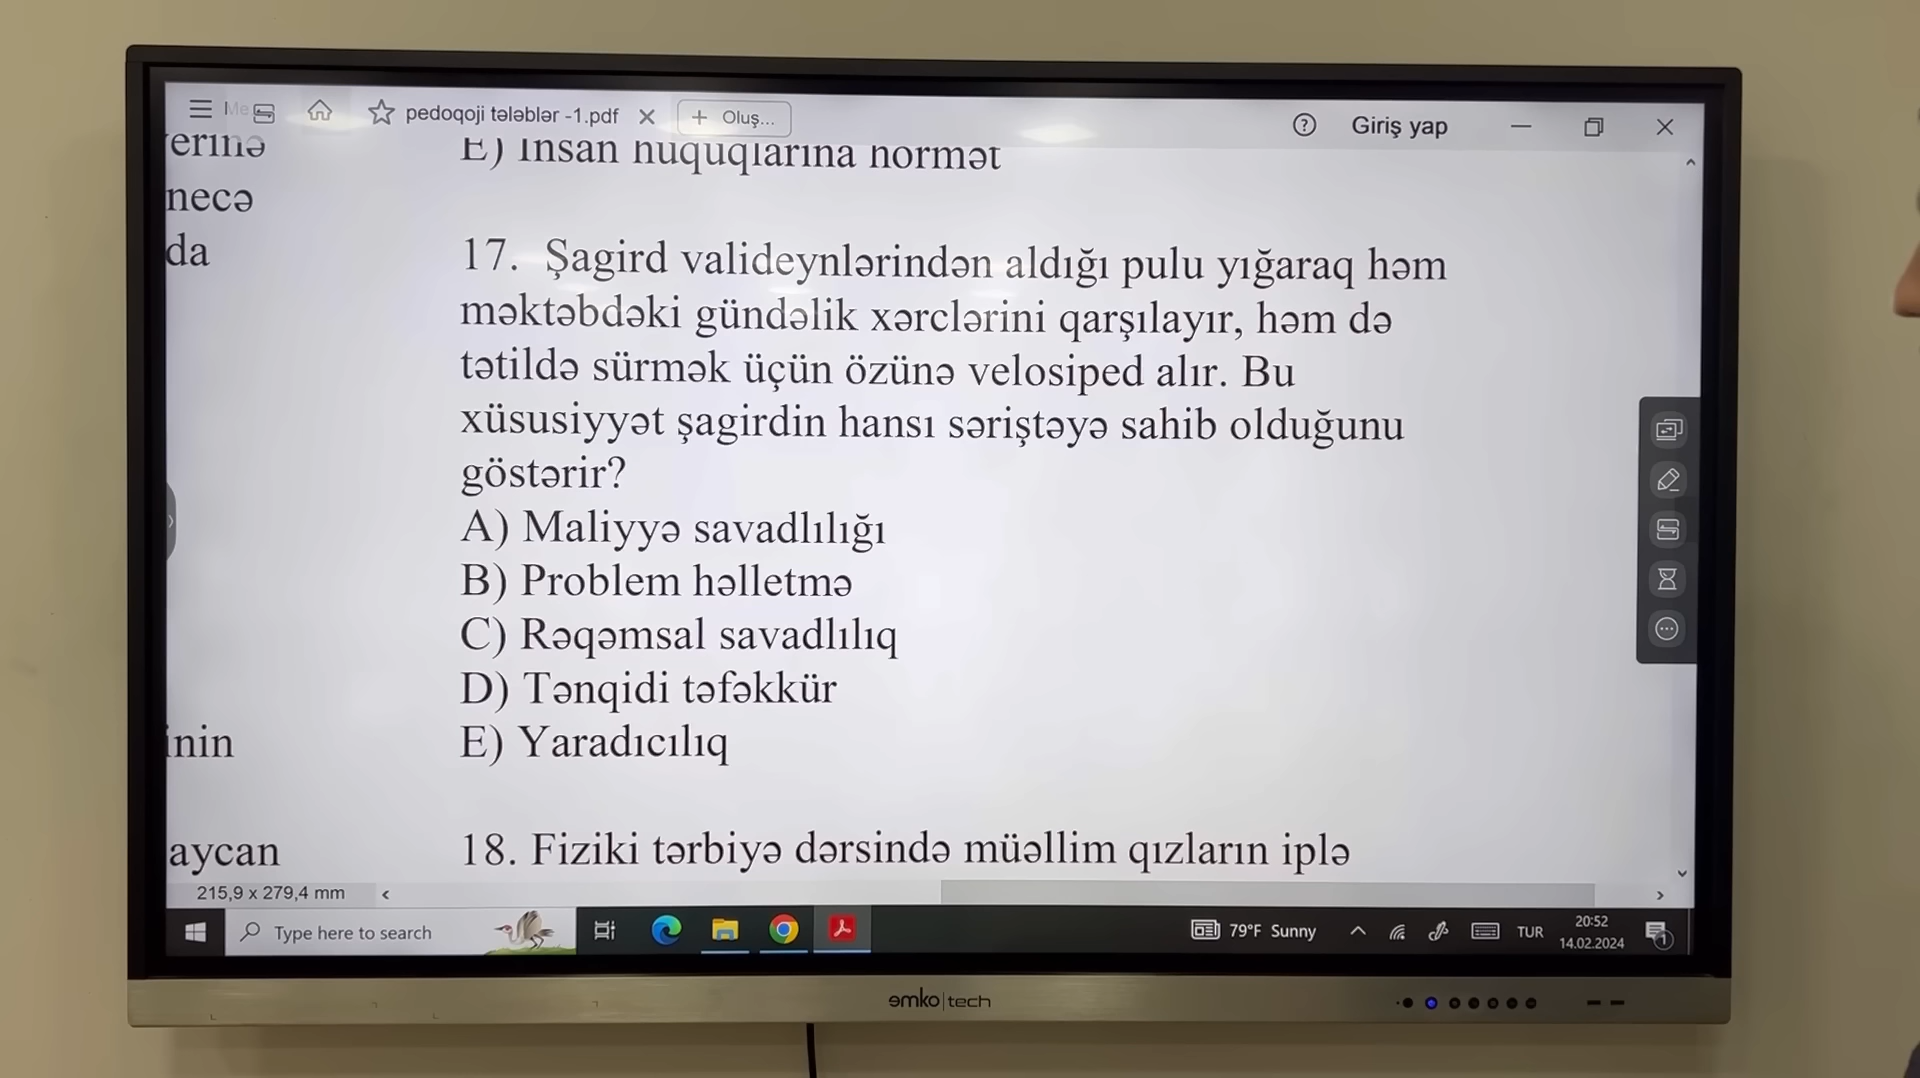 Me
pedoqoji tələblər -1.pdf
+ Oluş...
Giriş yap
erinə
necə
da
inin
aycan
E) İnsan hüquqlarına hörmət
17. Şagird valideynlərindən aldığı pulu yığaraq həm
məktəbdəki gündəlik xərclərini qarşılayır, həm də
tətildə sürmək üçün özünə velosiped alır. Bu
xüsusiyyət şagirdin hansı səriştəyə sahib olduğunu
göstərir?
A) Maliyyə savadlılığı
B) Problem həlletmə
C) Rəqəmsal savadlılıq
D) Tənqidi təfəkkür
E) Yaradıcılıq
18. Fiziki tərbiyə dərsində müəllim qızların iplə
215,9 x 279,4 mm
Type here to search
79°F Sunny
TUR
20:52
14.02.2024
1
əmko|tech